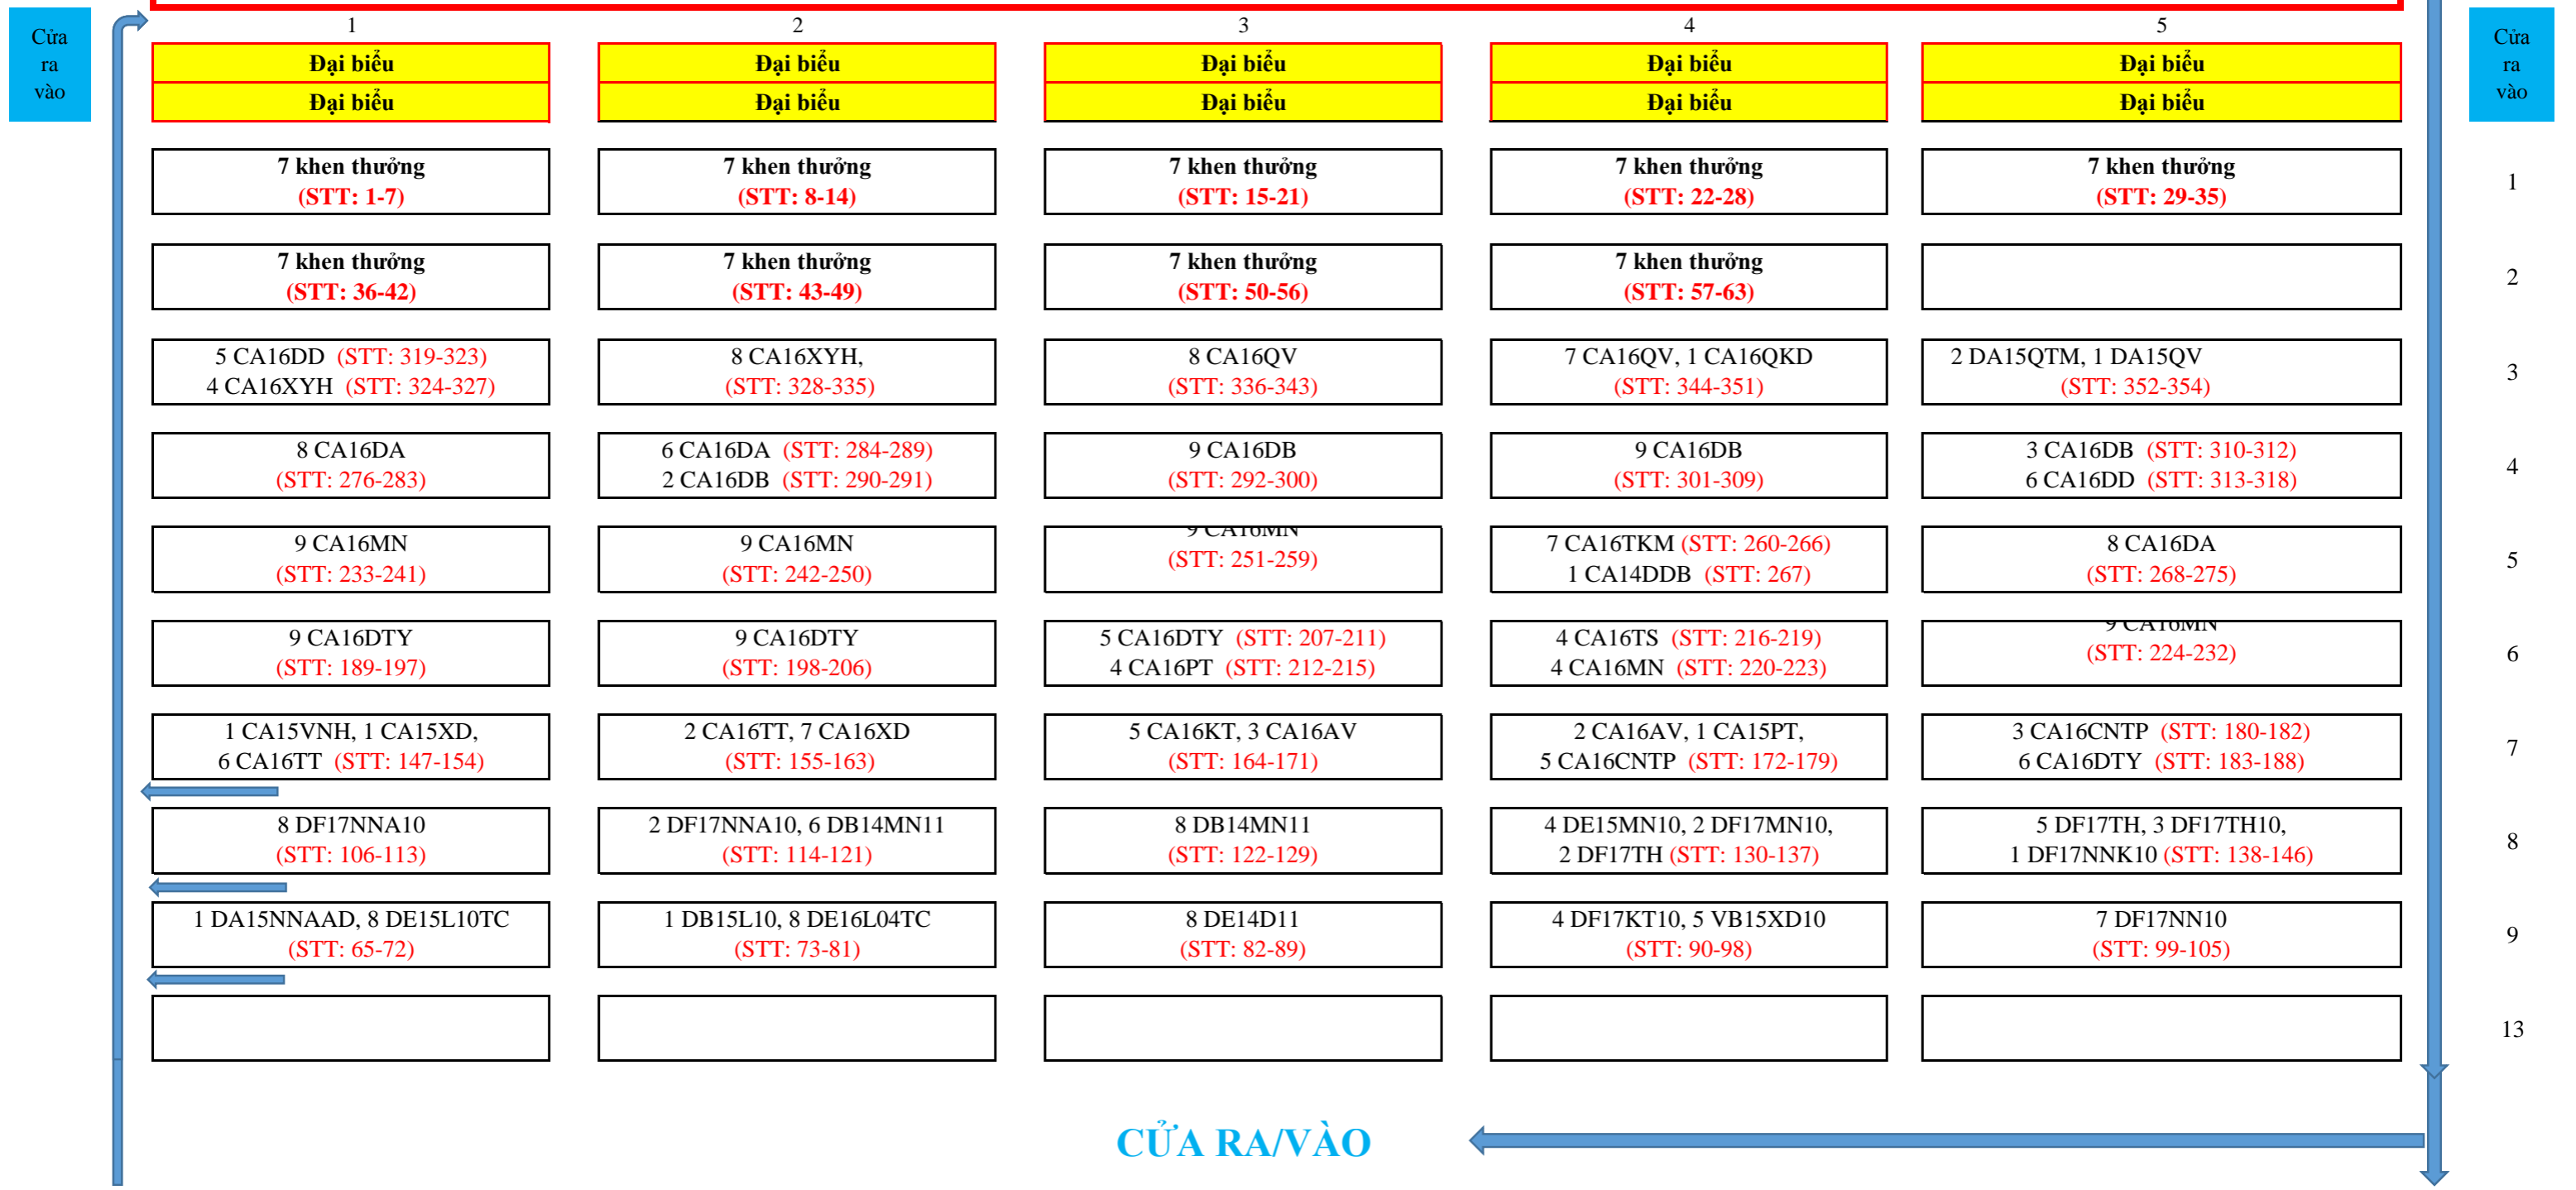 1 2 3 4 5
Cửa
ra
vào
Cửa
ra
vào
Đại biểu Đại biểu Đại biểu Đại biểu Đại biểu
Đại biểu Đại biểu Đại biểu Đại biểu Đại biểu
7 khen thưởng 7 khen thưởng 7 khen thưởng 7 khen thưởng 7 khen thưởng
(STT: 1-7) (STT: 8-14) (STT: 15-21) (STT: 22-28) (STT: 29-35)
1
7 khen thưởng 7 khen thưởng 7 khen thưởng 7 khen thưởng
(STT: 36-42) (STT: 43-49) (STT: 50-56) (STT: 57-63)
2
5 CA16DD (STT: 319-323) 8 CA16XYH, 8 CA16QV 7 CA16QV, 1 CA16QKD 2 DA15QTM, 1 DA15QV
4 CA16XYH (STT: 324-327) (STT: 328-335) (STT: 336-343) (STT: 344-351) (STT: 352-354)
3
8 CA16DA 6 CA16DA (STT: 284-289) 9 CA16DB 9 CA16DB 3 CA16DB (STT: 310-312)
(STT: 276-283) 2 CA16DB (STT: 290-291) (STT: 292-300) (STT: 301-309) 6 CA16DD (STT: 313-318)
4
9 CA16MN 9 CA16MN 9 CA16MN 7 CA16TKM (STT: 260-266) 8 CA16DA
(STT: 233-241) (STT: 242-250) (STT: 251-259) 1 CA14DDB (STT: 267) (STT: 268-275)
5
9 CA16DTY 9 CA16DTY 5 CA16DTY (STT: 207-211) 4 CA16TS (STT: 216-219) 9 CA16MN
(STT: 189-197) (STT: 198-206) 4 CA16PT (STT: 212-215) 4 CA16MN (STT: 220-223) (STT: 224-232)
6
1 CA15VNH, 1 CA15XD, 2 CA16TT, 7 CA16XD 5 CA16KT, 3 CA16AV 2 CA16AV, 1 CA15PT, 3 CA16CNTP (STT: 180-182)
6 CA16TT (STT: 147-154) (STT: 155-163) (STT: 164-171) 5 CA16CNTP (STT: 172-179) 6 CA16DTY (STT: 183-188)
7
8 DF17NNA10 2 DF17NNA10, 6 DB14MN11 8 DB14MN11 4 DE15MN10, 2 DF17MN10, 5 DF17TH, 3 DF17TH10,
(STT: 106-113) (STT: 114-121) (STT: 122-129) 2 DF17TH (STT: 130-137) 1 DF17NNK10 (STT: 138-146)
8
1 DA15NNAAD, 8 DE15L10TC 1 DB15L10, 8 DE16L04TC 8 DE14D11 4 DF17KT10, 5 VB15XD10 7 DF17NN10
(STT: 65-72) (STT: 73-81) (STT: 82-89) (STT: 90-98) (STT: 99-105)
9
13
CỬA RA/VÀO